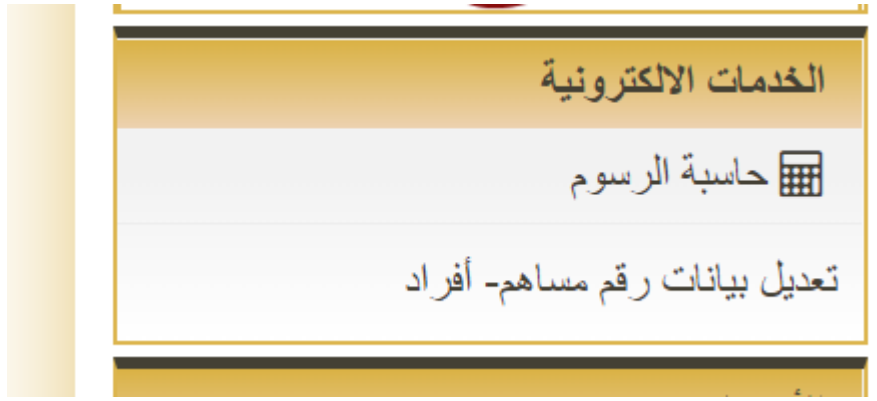 الخدمات الالكترونية
حاسبة الرسوم
تعديل بيانات رقم مساهم- أفراد